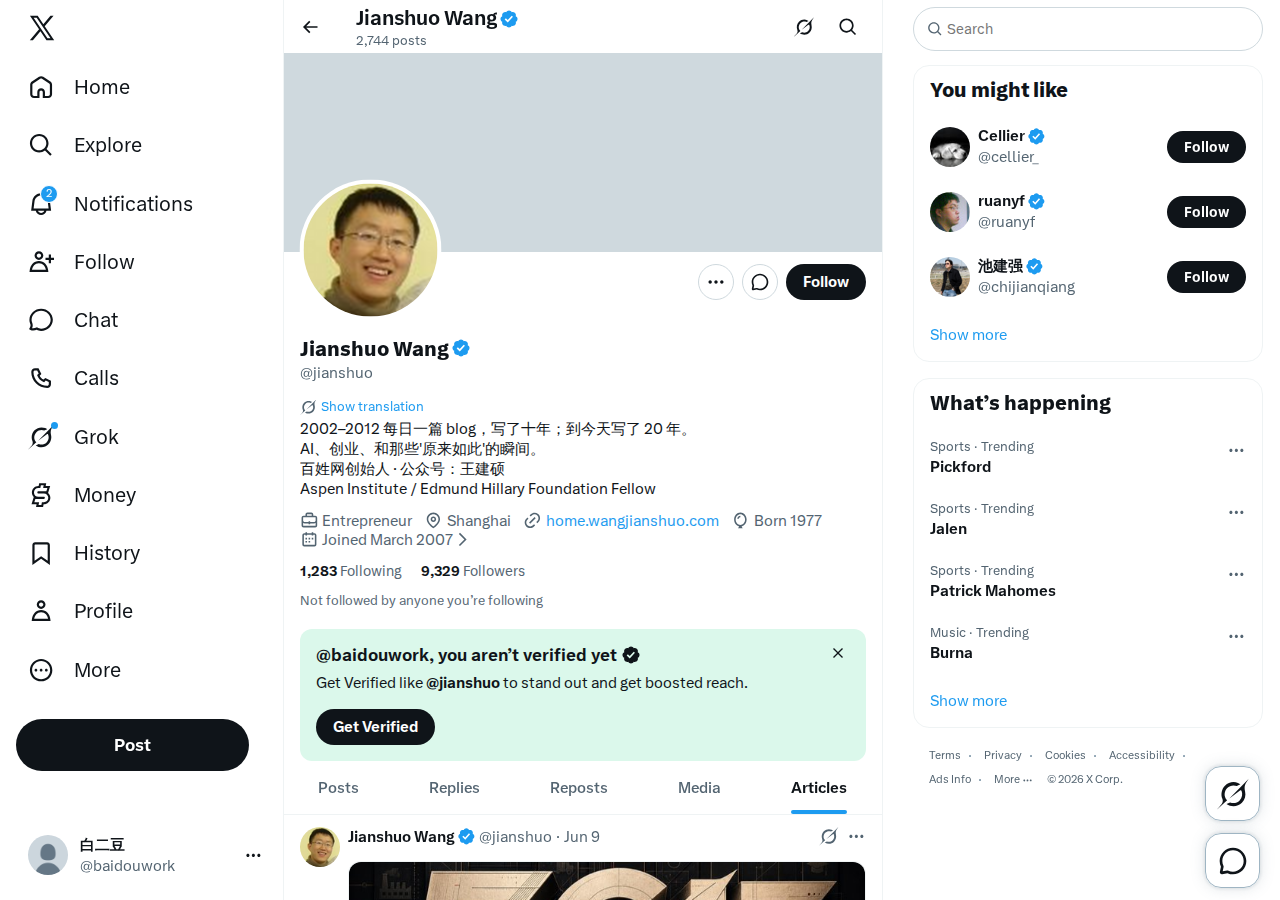 Home
Explore
2
Notifications
Follow
Chat
Calls
Grok
Money
History
Profile
More
Post
白二豆
@baidouwork
Jianshuo Wang
2,744 posts
Follow
Jianshuo Wang
@jianshuo
Show translation
2002–2012 每日一篇 blog，写了十年；到今天写了 20 年。
AI、创业、和那些'原来如此'的瞬间。
百姓网创始人 · 公众号：王建硕
Aspen Institute / Edmund Hillary Foundation Fellow
Entrepreneur Shanghai home.wangjianshuo.com Born 1977
Joined March 2007
1,283 Following 9,329 Followers
Not followed by anyone you’re following
@baidouwork, you aren’t verified yet
Get Verified like @jianshuo to stand out and get boosted reach.
Get Verified
Posts Replies Reposts Media Articles
Jianshuo Wang @jianshuo · Jun 9
Search
You might like
Cellier
@cellier_
Follow
ruanyf
@ruanyf
Follow
池建强
@chijianqiang
Follow
Show more
What’s happening
Sports · Trending
Pickford
Sports · Trending
Jalen
Sports · Trending
Patrick Mahomes
Music · Trending
Burna
Show more
Terms · Privacy · Cookies · Accessibility ·
Ads Info · More ··· © 2026 X Corp.